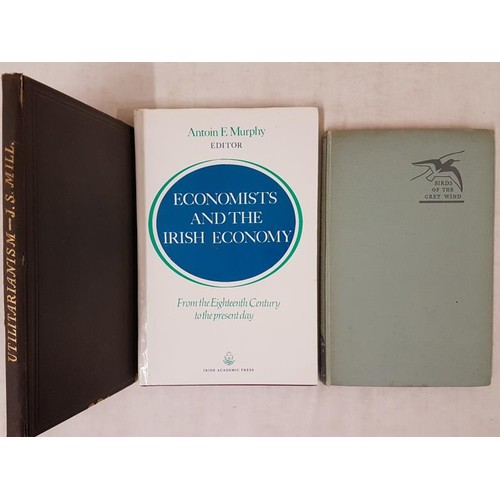 UTILITARIANISM—J.S. MILL.
Antoin E. Murphy
EDITOR
ECONOMISTS
AND THE
IRISH ECONOMY
From the Eighteenth Century
to the present day
IRISH ACADEMIC PRESS
BIRDS
OF THE
GREY WIND